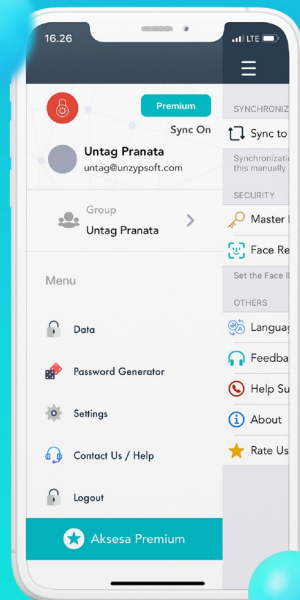 16.26
LTE
Premium
Sync On
Untag Pranata
untag@unzypsoft.com
Group
Untag Pranata
Menu
Data
Password Generator
Settings
Contact Us / Help
Logout
Aksesa Premium
SYNCHRONIZ
Sync to
Synchronizati
this manually
SECURITY
Master
Face Re
Set the Face I
OTHERS
Languag
Feedba
Help Su
About
Rate Us